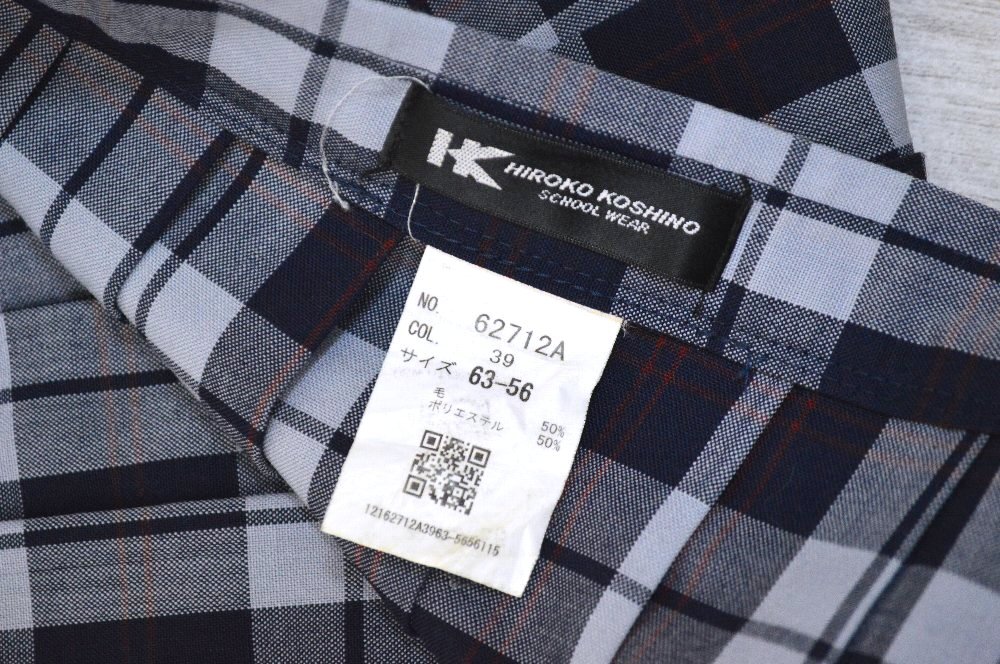 HK HIROKO KOSHINO
SCHOOL WEAR
NO. 62712A
COL. 39
サイズ 63-56
毛 50%
ポリエステル 50%
12162712A3963-5656115